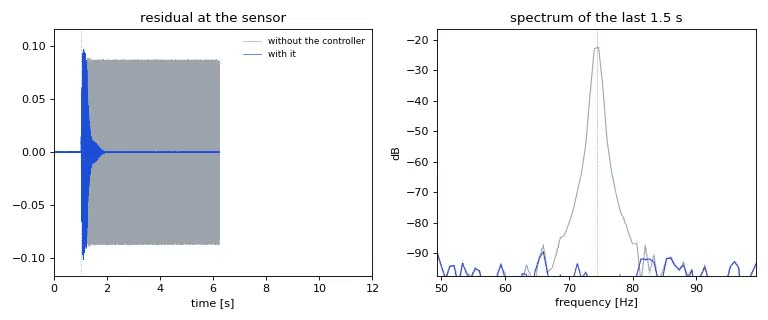 residual at the sensor
without the controller
with it
0.10
0.05
0.00
−0.05
−0.10
0 2 4 6 8 10 12
time [s]
spectrum of the last 1.5 s
−20
−30
−40
−50
−60
−70
−80
−90
dB
50 60 70 80 90
frequency [Hz]